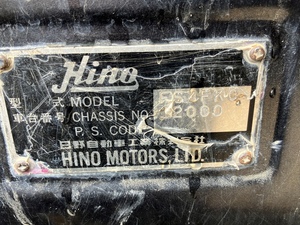 Hino
型 式 MODEL
車台番号/CHASSIS NO.
P. S. CODE
日野自動車工業株式会社
HINO MOTORS, LTD.